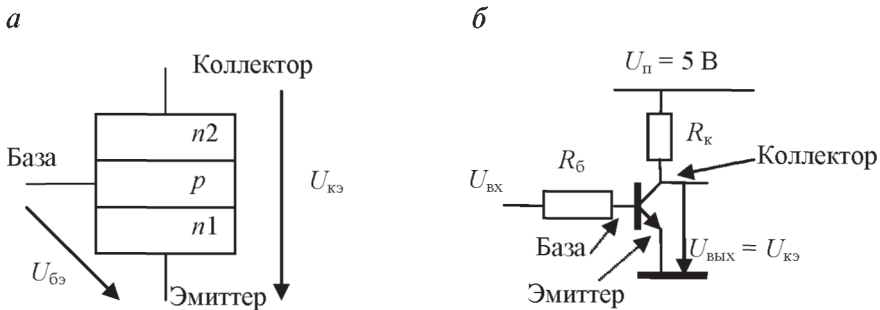 а
Коллектор
n2
База
p
Uкэ
n1
Uбэ
Эмиттер
б
Uп = 5 В
Rк
Rб
Коллектор
Uвх
База
Uвых = Uкэ
Эмиттер